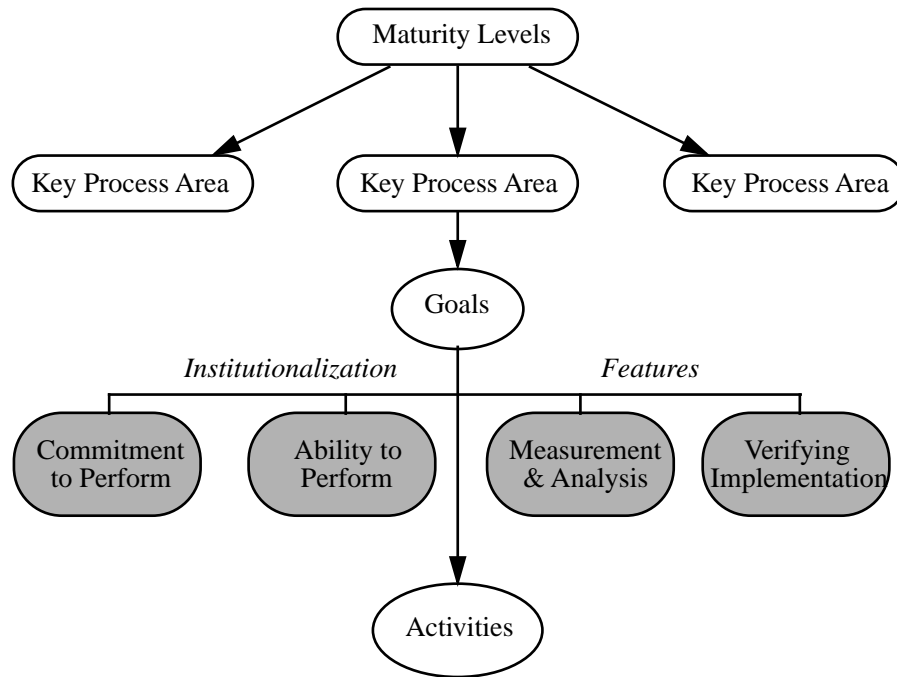 Maturity Levels
Key Process Area
Key Process Area
Key Process Area
Goals
Institutionalization
Features
Commitment
to Perform
Ability to
Perform
Measurement
& Analysis
Verifying
Implementation
Activities